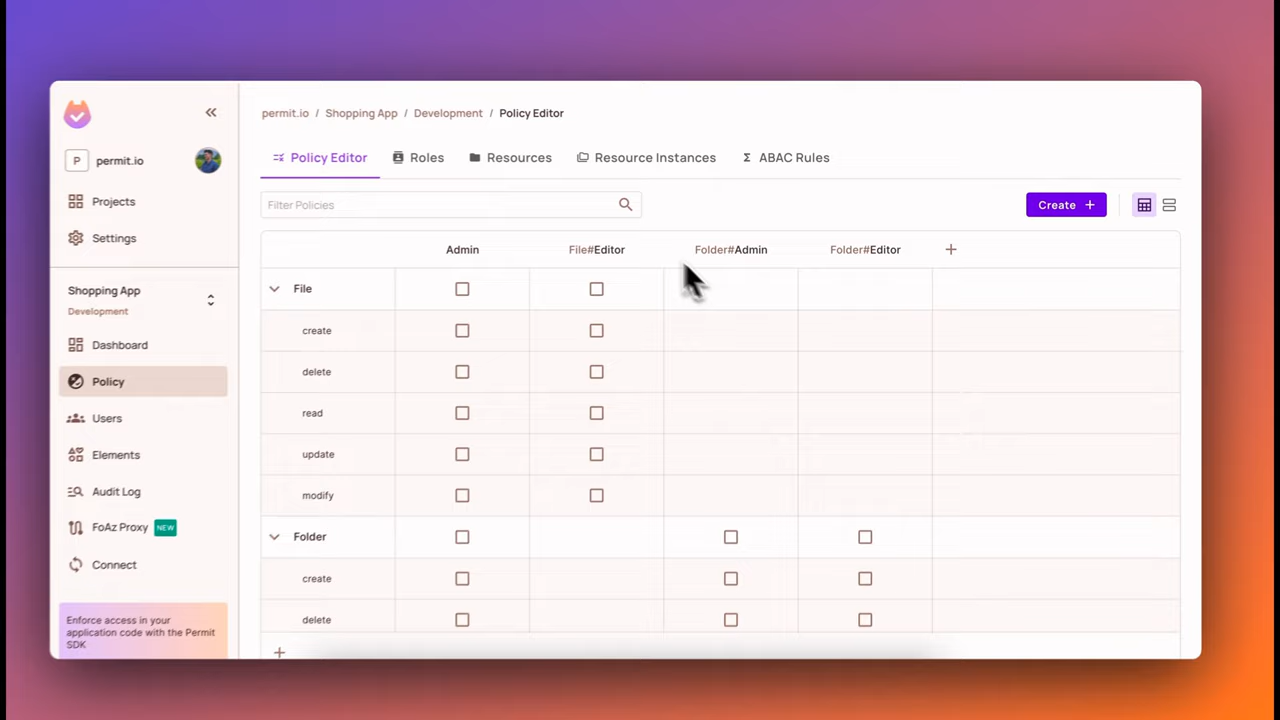 permit.io / Shopping App / Development / Policy Editor
P permit.io
Projects
Settings
Shopping App
Development
Dashboard
Policy
Users
Elements
Audit Log
FoAz Proxy NEW
Connect
Enforce access in your
application code with the Permit
SDK
Policy Editor Roles Resources Resource Instances Σ ABAC Rules
Filter Policies
Create +
Admin File#Editor Folder#Admin Folder#Editor +
File
create
delete
read
update
modify
Folder
create
delete
+